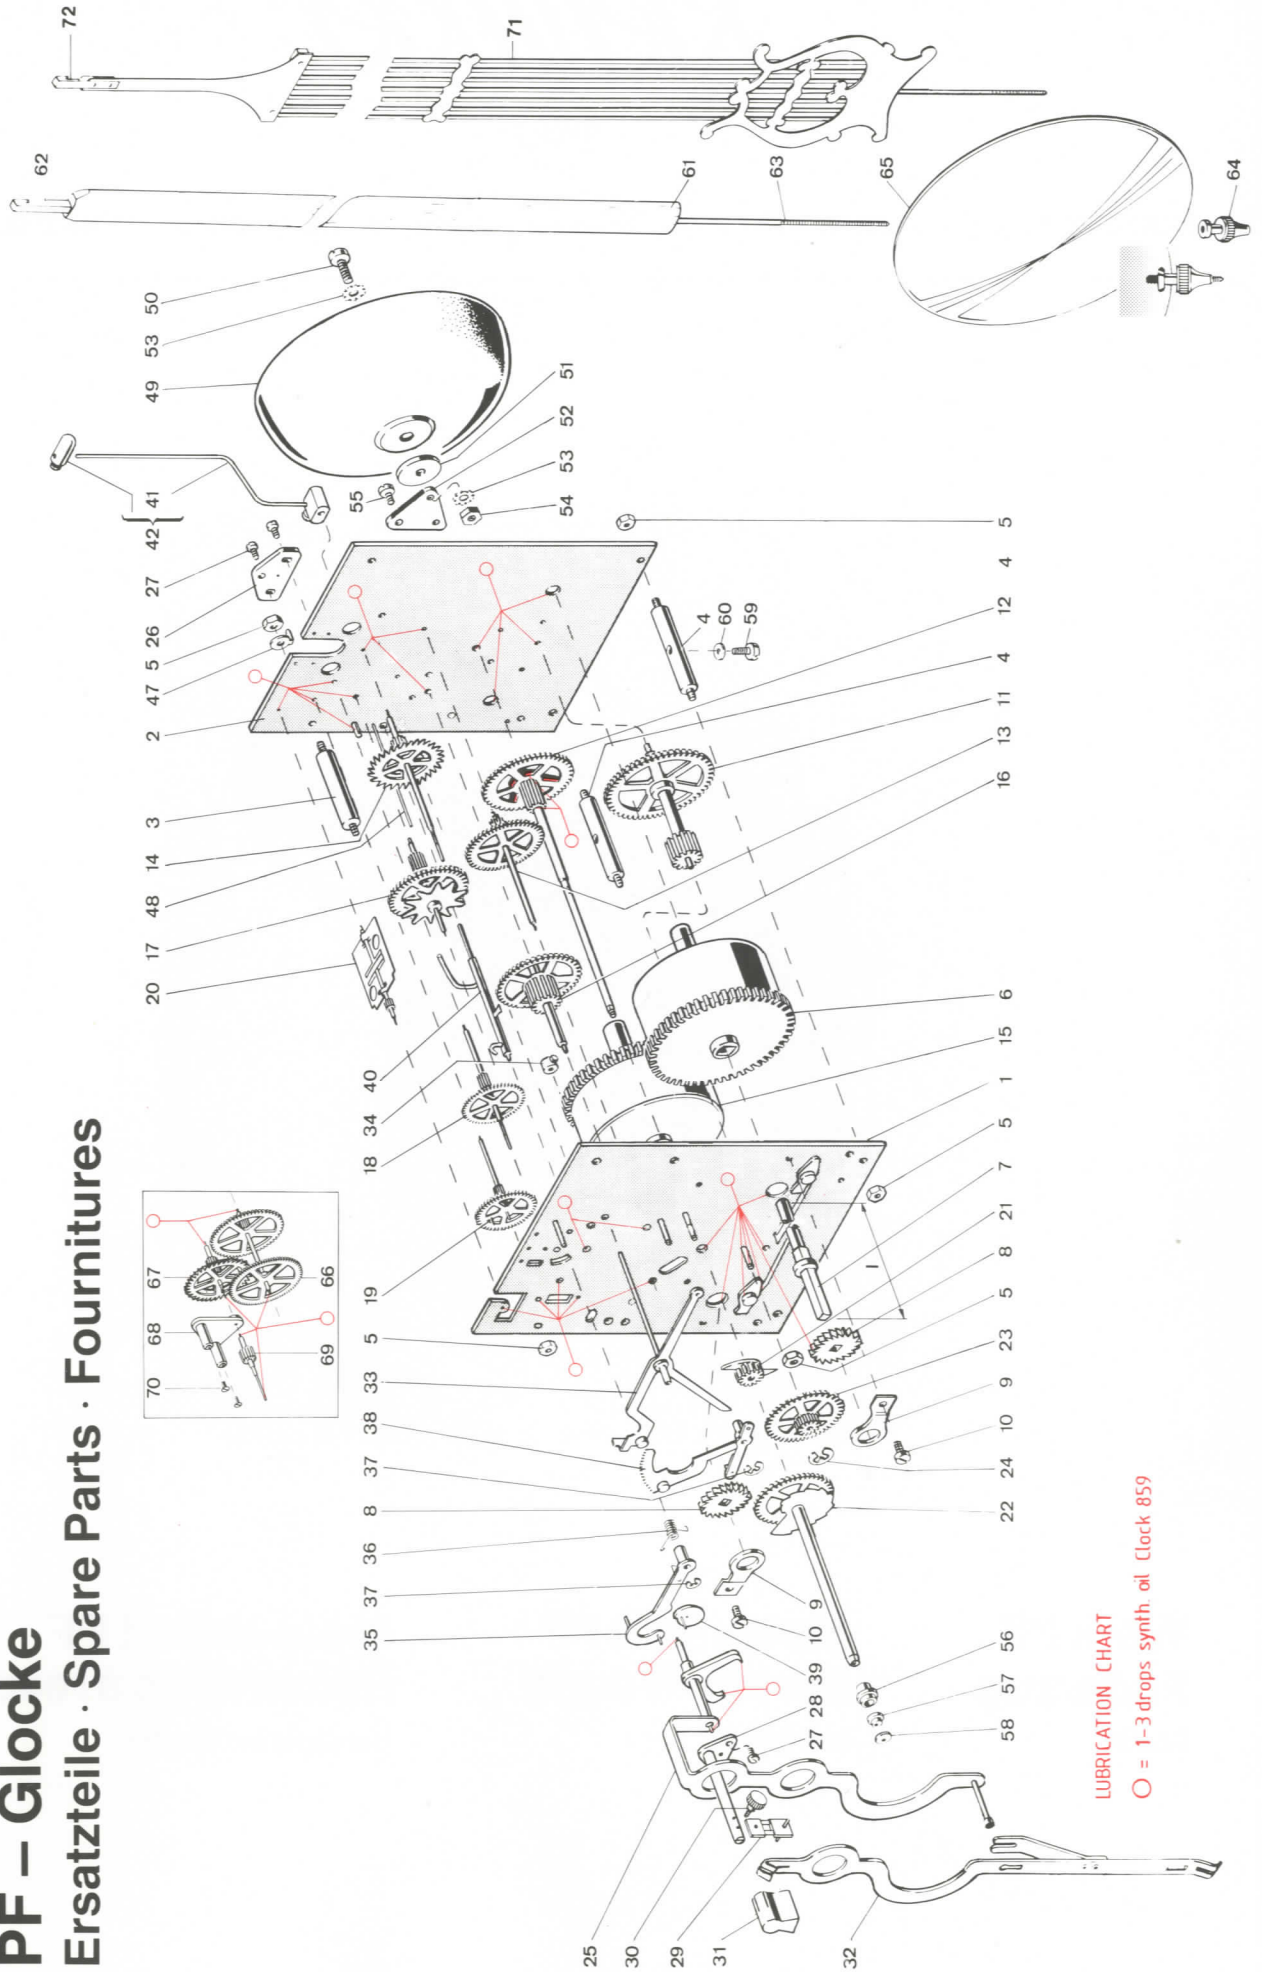 PF – Glocke
Ersatzteile · Spare Parts · Fournitures
72
62
20 17 48 14 3 2 47 5 26 27 42 41 49 53 50
70 68 67
69 66
35 37 36 8 37 38 33 5 19 18 34 40
55
71
54 53 52 51
25 30 29 31 32
61
63
65
64
4 60 59
27 28 39 10 9
l
58 57 56 22 24 10 9 23 5 8 21 7 5 1 15 6 16 13 11 4 12 4 5
LUBRICATION CHART
O = 1-3 drops synth. oil Clock 859